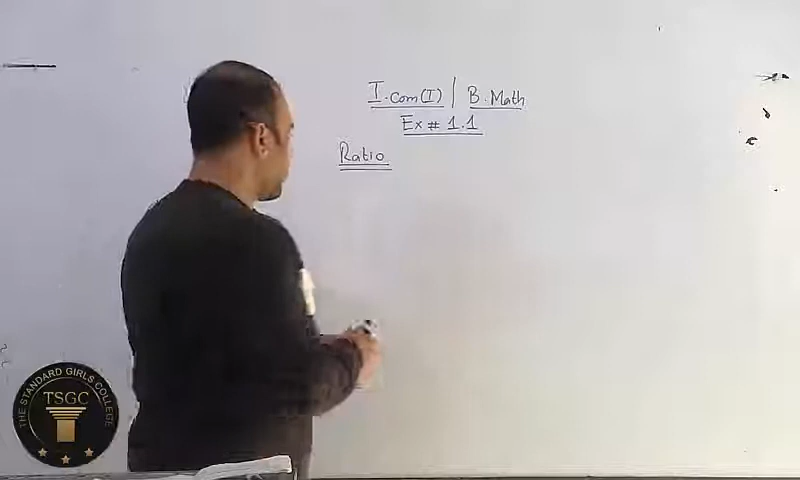 I.Com(I) | B.Math
Ex # 1.1
Ratio
THE STANDARD GIRLS COLLEGE
TSGC